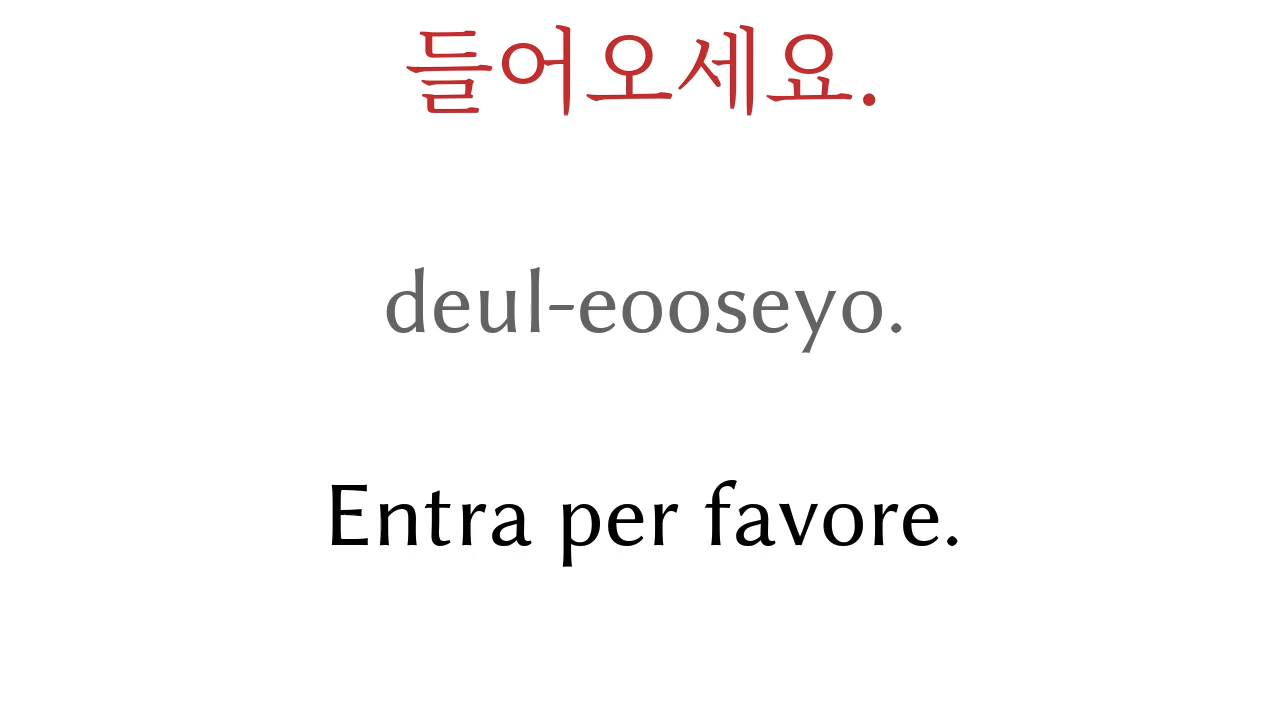 들어오세요.
deul-eooseyo.
Entra per favore.